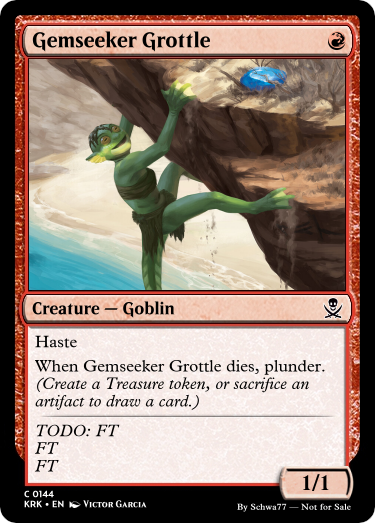 Gemseeker Grottle
Creature — Goblin
Haste
When Gemseeker Grottle dies, plunder.
(Create a Treasure token, or sacrifice an
artifact to draw a card.)
TODO: FT
FT
FT
1/1
C 0144
KRK • EN Victor Garcia
By Schwa77 — Not for Sale